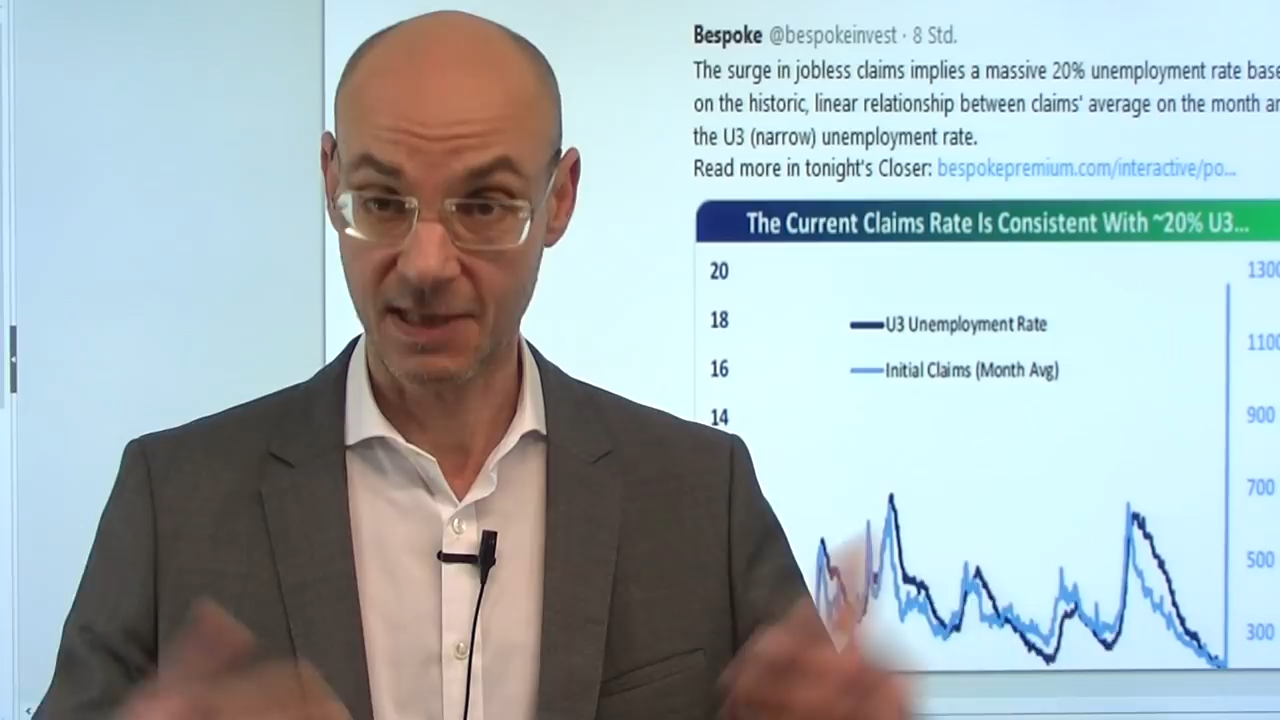 Bespoke @bespokeinvest · 8 Std.
The surge in jobless claims implies a massive 20% unemployment rate base
on the historic, linear relationship between claims' average on the month an
the U3 (narrow) unemployment rate.
Read more in tonight's Closer: bespokepremium.com/interactive/po...
The Current Claims Rate Is Consistent With ~20% U3...
20
1300
18
U3 Unemployment Rate
1100
16
Initial Claims (Month Avg)
14
900
700
500
300